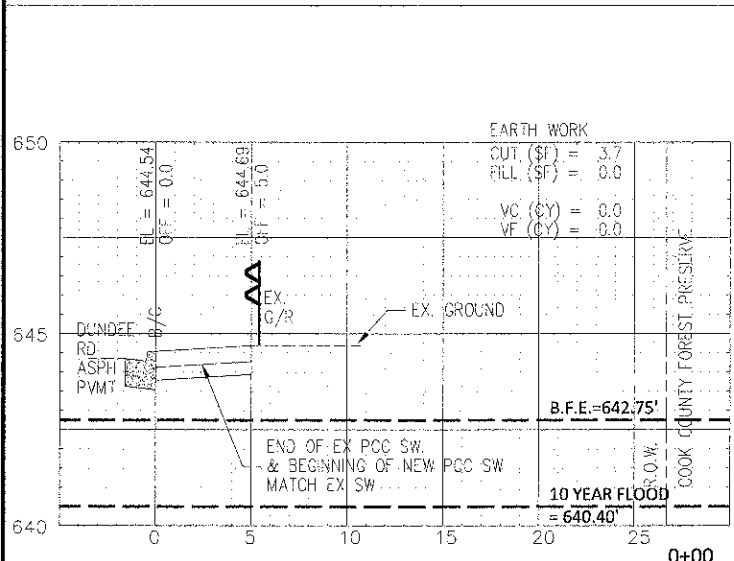 EARTH WORK
CUT (SF) = 3.7
FILL (SF) = 0.0
VC (CY) = 0.0
VF (CY) = 0.0
650
EL = 644.54
OFF = 0.0
EL = 644.69
OFF = 5.0
EX.
G/R
EX. GROUND
645
DUNDEE
RD.
ASPH
PVMT
B/C
COOK COUNTY FOREST PRESERVE
R.O.W.
B.F.E.=642.75'
END OF EX PCC SW.
& BEGINNING OF NEW PCC SW
MATCH EX SW
10 YEAR FLOOD
= 640.40'
640
0 5 10 15 20 25
0+00